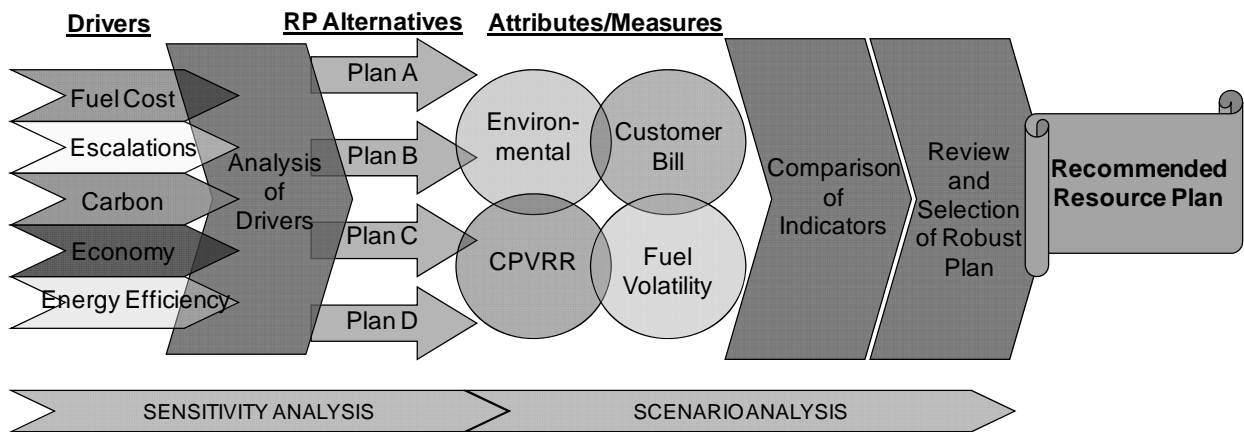 Drivers
RP Alternatives
Attributes/Measures
Fuel Cost
Escalations
Carbon
Economy
Energy Efficiency
Analysis
of
Drivers
Plan A
Plan B
Plan C
Plan D
Environ-
mental
Customer
Bill
CPVRR
Fuel
Volatility
Comparison
of
Indicators
Review
and
Selection
of Robust
Plan
Recommended
Resource Plan
SENSITIVITY ANALYSIS
SCENARIO ANALYSIS